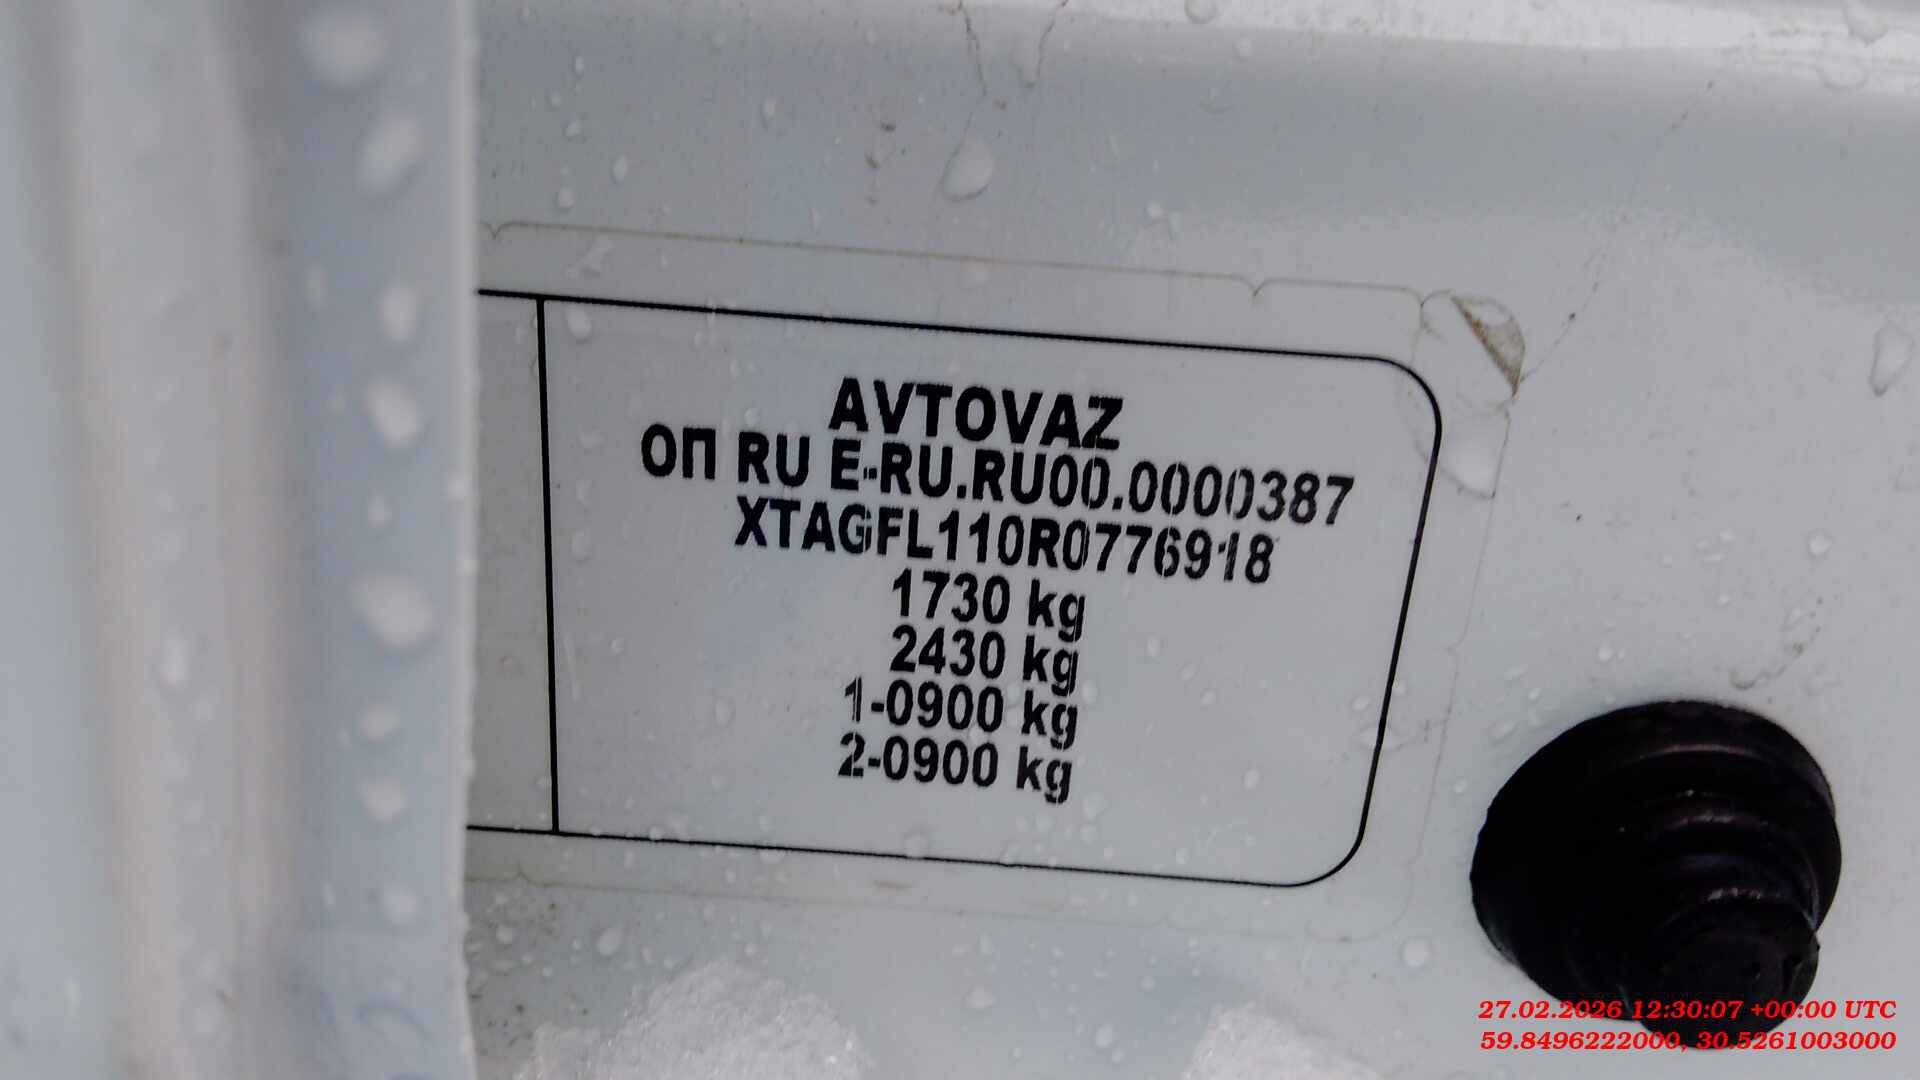 AVTOVAZ
ОП RU E-RU.RU00.0000387
XTAGFL110R0776918
1730 kg
2430 kg
1-0900 kg
2-0900 kg
27.02.2026 12:30:07 +00:00 UTC
59.8496222000, 30.5261003000